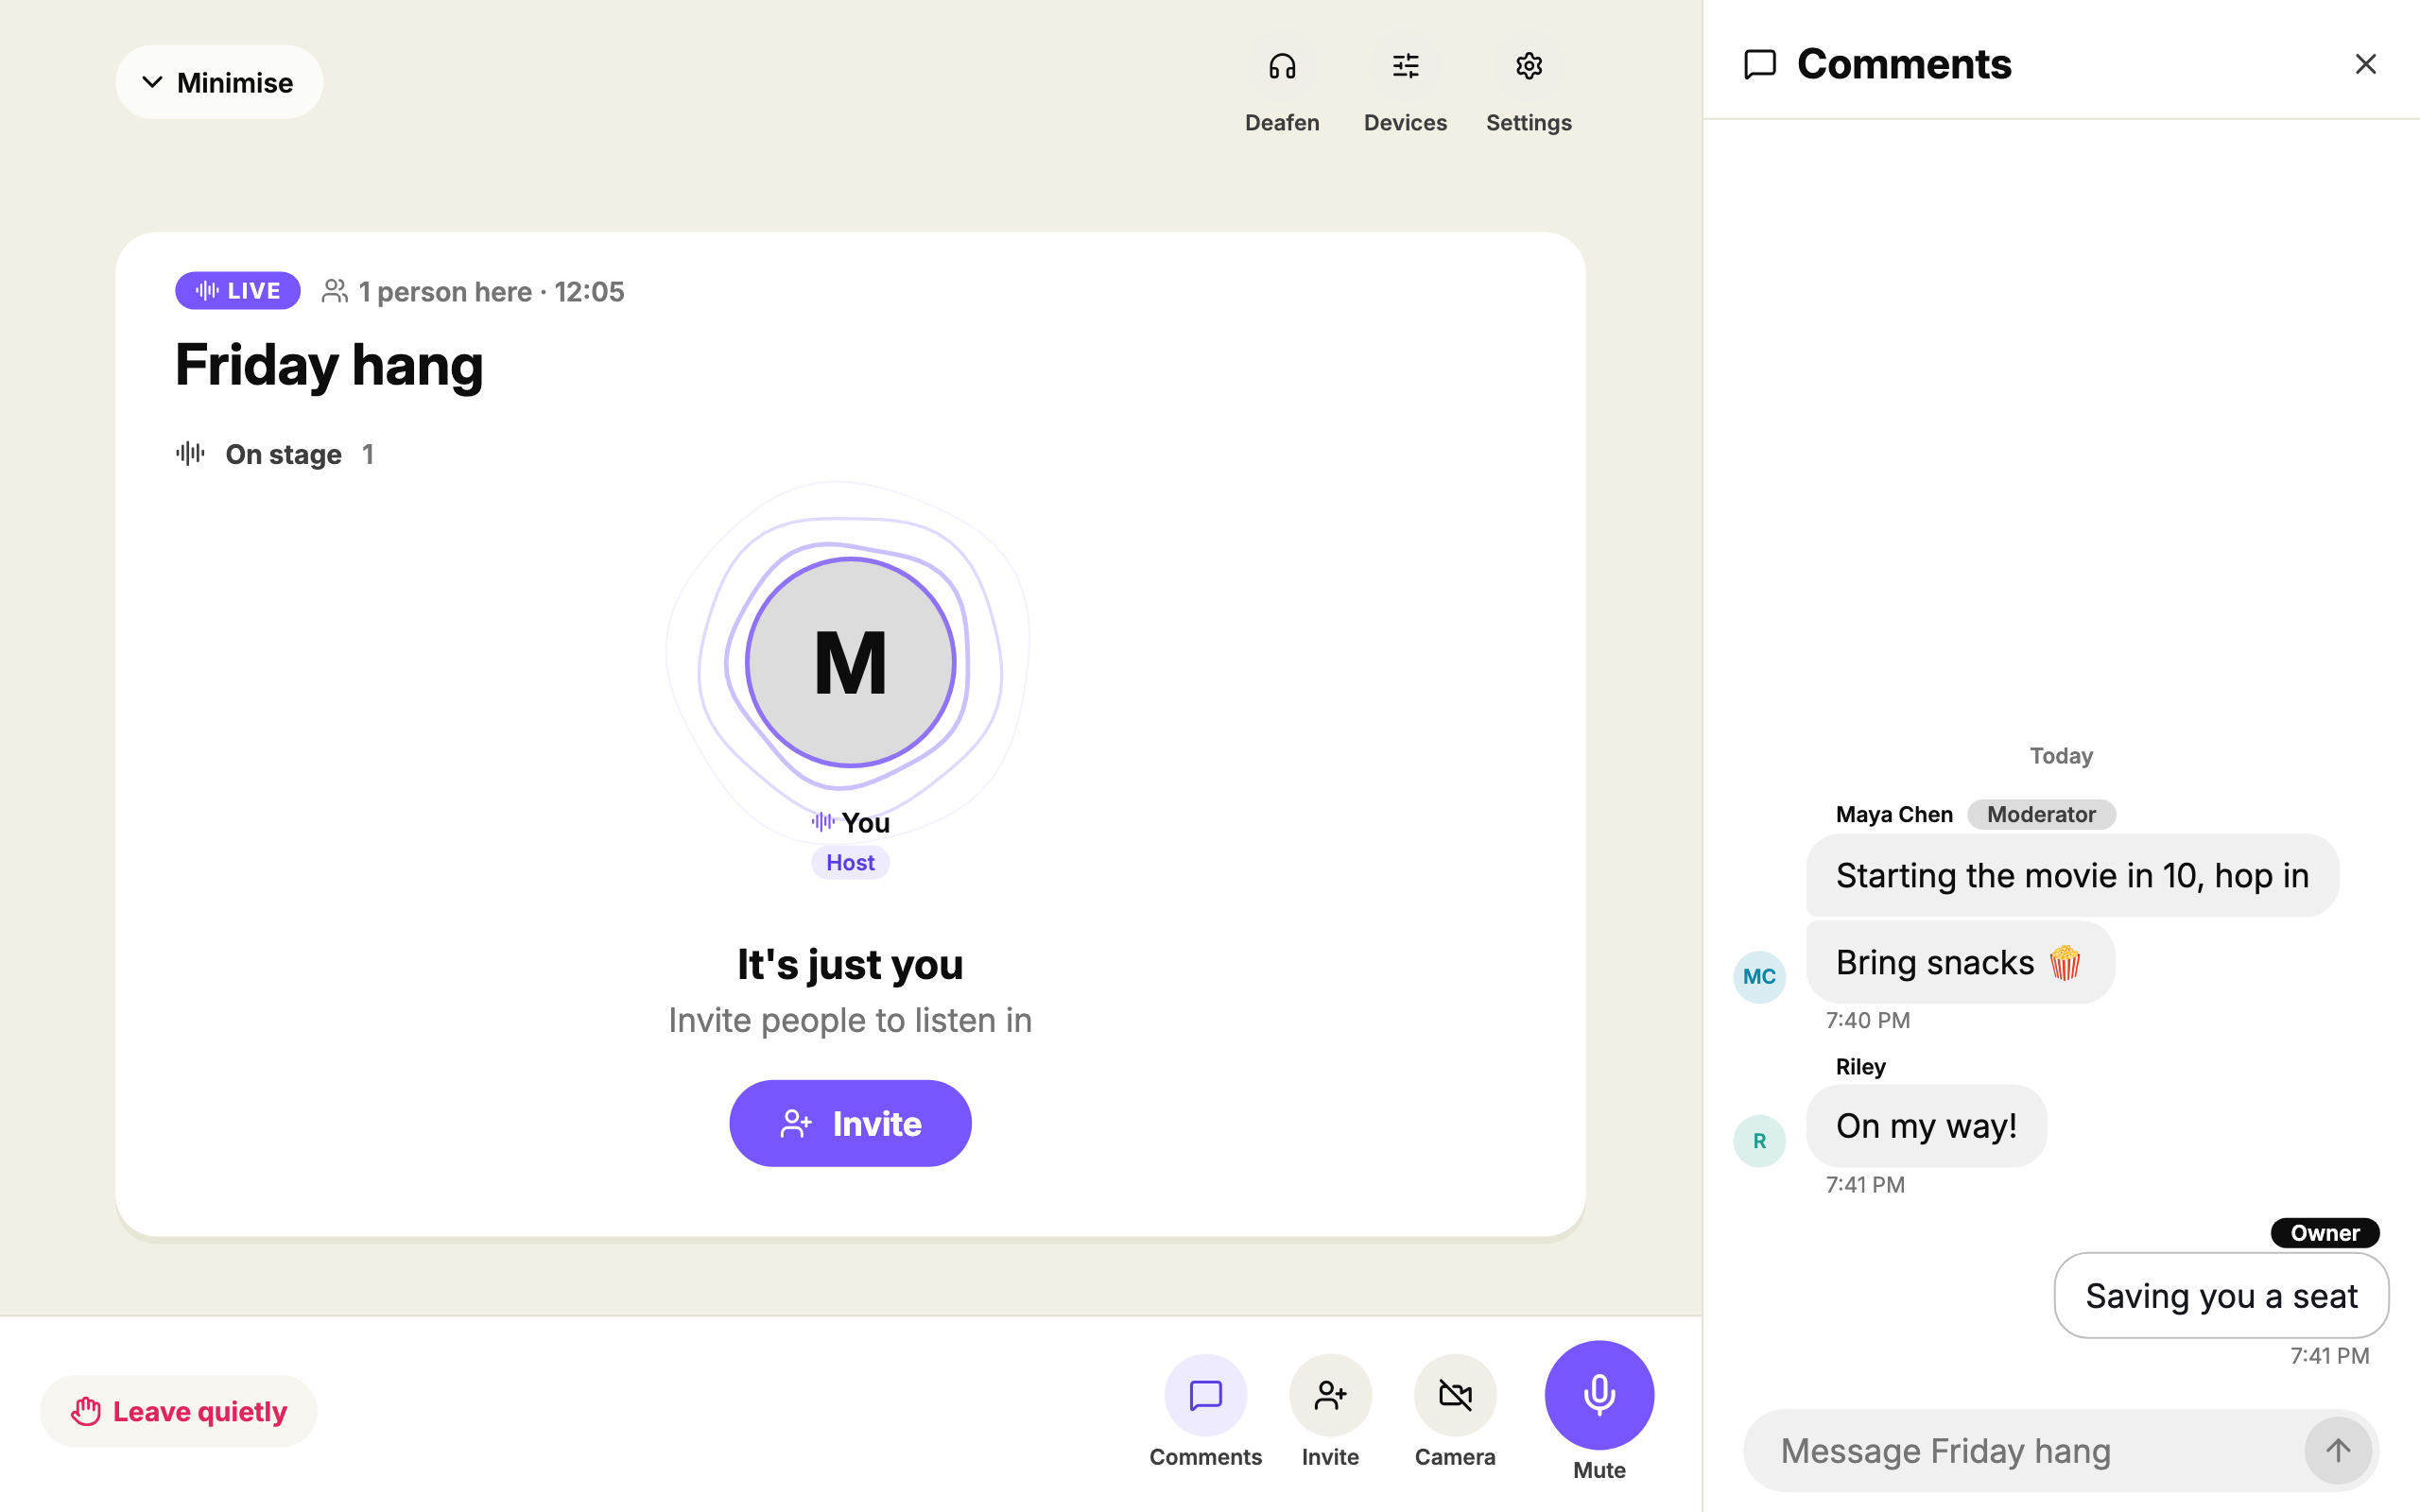 Minimise
Deafen
Devices
Settings
LIVE
1 person here · 12:05
Friday hang
On stage 1
M
You
Host
It's just you
Invite people to listen in
Invite
Leave quietly
Comments
Invite
Camera
Mute
Comments
Today
Maya Chen Moderator
Starting the movie in 10, hop in
MC
Bring snacks 🍿
7:40 PM
Riley
R
On my way!
7:41 PM
Owner
Saving you a seat
7:41 PM
Message Friday hang